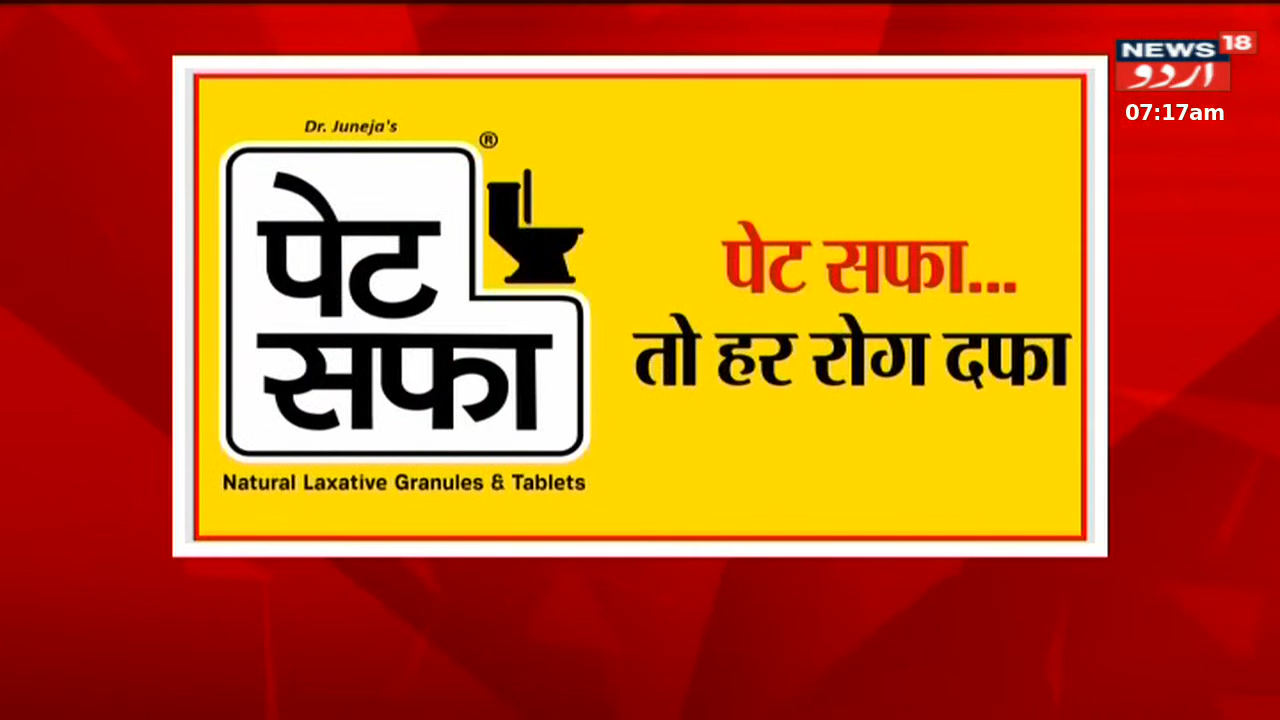 Dr. Juneja's
®
पेट
सफा
Natural Laxative Granules & Tablets
पेट सफा...
तो हर रोग दफा
NEWS 18
اردو
07:17am